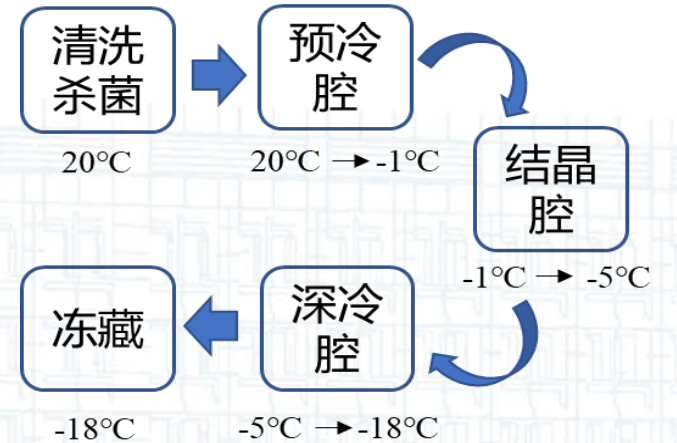 清洗
杀菌
20℃
预冷
腔
20℃ → -1℃
结晶
腔
-1℃ → -5℃
深冷
腔
-5℃ → -18℃
冻藏
-18℃